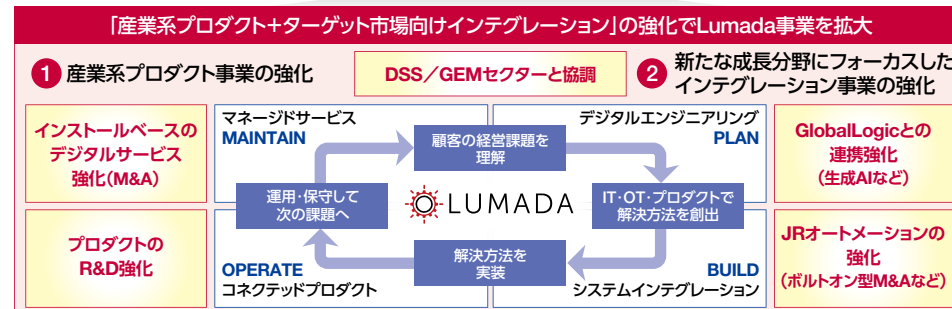 「産業系プロダクト+ターゲット市場向けインテグレーション」の強化でLumada事業を拡大
1 産業系プロダクト事業の強化
DSS/GEMセクターと協調
2 新たな成長分野にフォーカスした
インテグレーション事業の強化
インストールベースの
デジタルサービス
強化(M&A)
プロダクトの
R&D強化
マネージドサービス
MAINTAIN
デジタルエンジニアリング
PLAN
顧客の経営課題を
理解
運用・保守して
次の課題へ
LUMADA
IT・OT・プロダクトで
解決方法を創出
解決方法を
実装
OPERATE
コネクテッドプロダクト
BUILD
システムインテグレーション
GlobalLogicとの
連携強化
(生成AIなど)
JRオートメーションの
強化
(ボルトオン型M&Aなど)